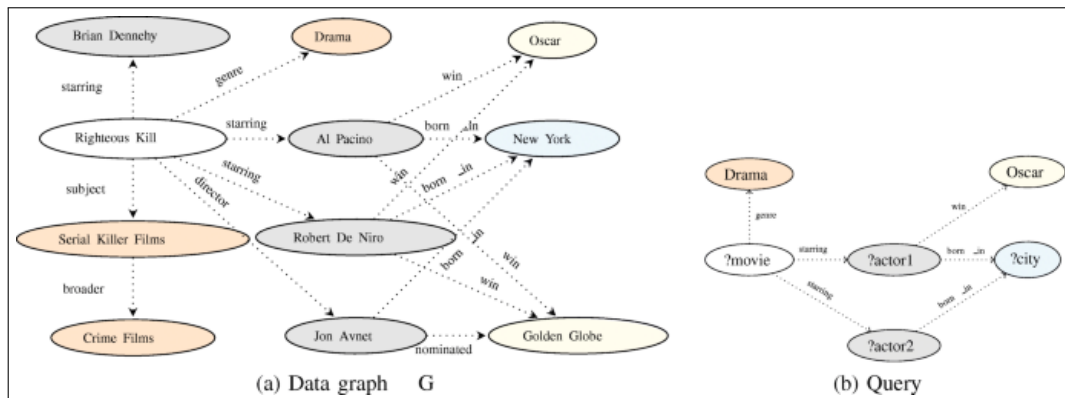 Brian Dennehy
Drama
Oscar
starring
genre
win
Righteous Kill
starring
Al Pacino
born _In
New York
subject
starring
director
win
born _in
Serial Killer Films
Robert De Niro
born _in
win
win
broader
Crime Films
Jon Avnet
nominated
Golden Globe
(a) Data graph G
Drama
Oscar
genre
win
?movie
starring
?actor1
born _in
?city
starring
born _in
?actor2
(b) Query